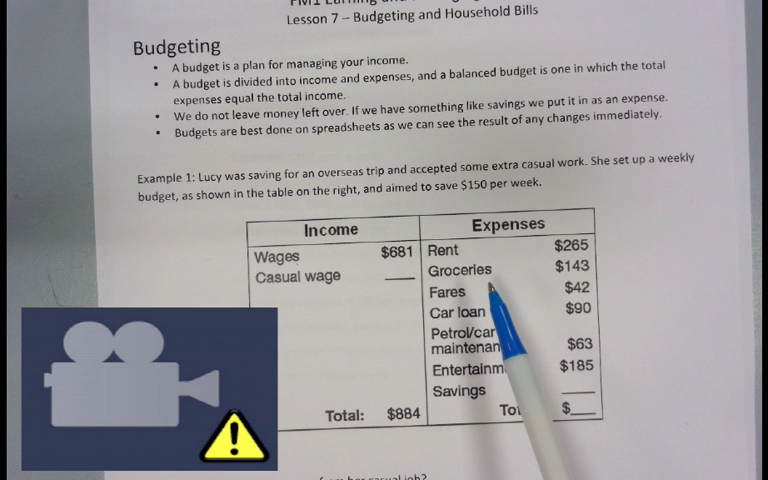 Lesson 7 – Budgeting and Household Bills
Budgeting
• A budget is a plan for managing your income.
• A budget is divided into income and expenses, and a balanced budget is one in which the total
expenses equal the total income.
• We do not leave money left over. If we have something like savings we put it in as an expense.
• Budgets are best done on spreadsheets as we can see the result of any changes immediately.
Example 1: Lucy was saving for an overseas trip and accepted some extra casual work. She set up a weekly
budget, as shown in the table on the right, and aimed to save $150 per week.
Income Expenses
Wages $681 Rent $265
Casual wage ____ Groceries $143
Fares $42
Car loan $90
Petrol/car
maintenan $63
Entertainm $185
Savings ____
Total: $884 To $___